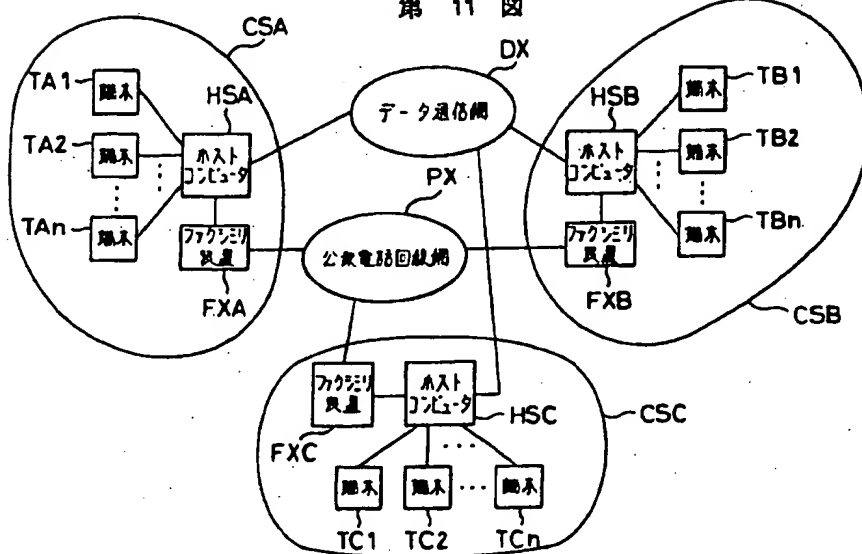 第 11 図
CSA
DX
TA1
端末
HSA
データ通信網
HSB
端末
TB1
TA2
端末
ホスト
コンピュータ
ホスト
コンピュータ
端末
TB2
PX
TAn
端末
ファクシミリ
装置
公衆電話回線網
ファクシミリ
装置
端末
TBn
FXA
FXB
CSB
ファクシミリ
装置
ホスト
コンピュータ
HSC
CSC
FXC
端末
端末
端末
TC1
TC2
TCn